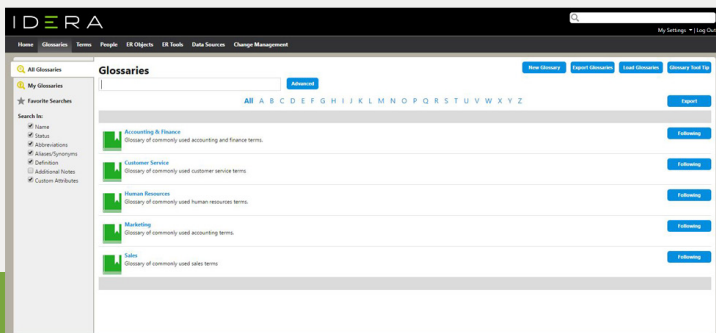 IDERA
My Settings | Log Out
Home Glossaries Terms People ER Objects ER Tools Data Sources Change Management
All Glossaries
My Glossaries
Favorite Searches
Search In:
Name
Status
Abbreviations
Aliases/Synonyms
Definition
Additional Notes
Custom Attributes
Glossaries
New Glossary Export Glossaries Load Glossaries Glossary Tool Tip
Advanced
All A B C D E F G H I J K L M N O P Q R S T U V W X Y Z
Export
Accounting & Finance
Glossary of commonly used accounting and finance terms.
Following
Customer Service
Glossary of commonly used customer service terms
Following
Human Resources
Glossary of commonly used human resources terms.
Following
Marketing
Glossary of commonly used accounting terms.
Following
Sales
Glossary of commonly used sales terms
Following